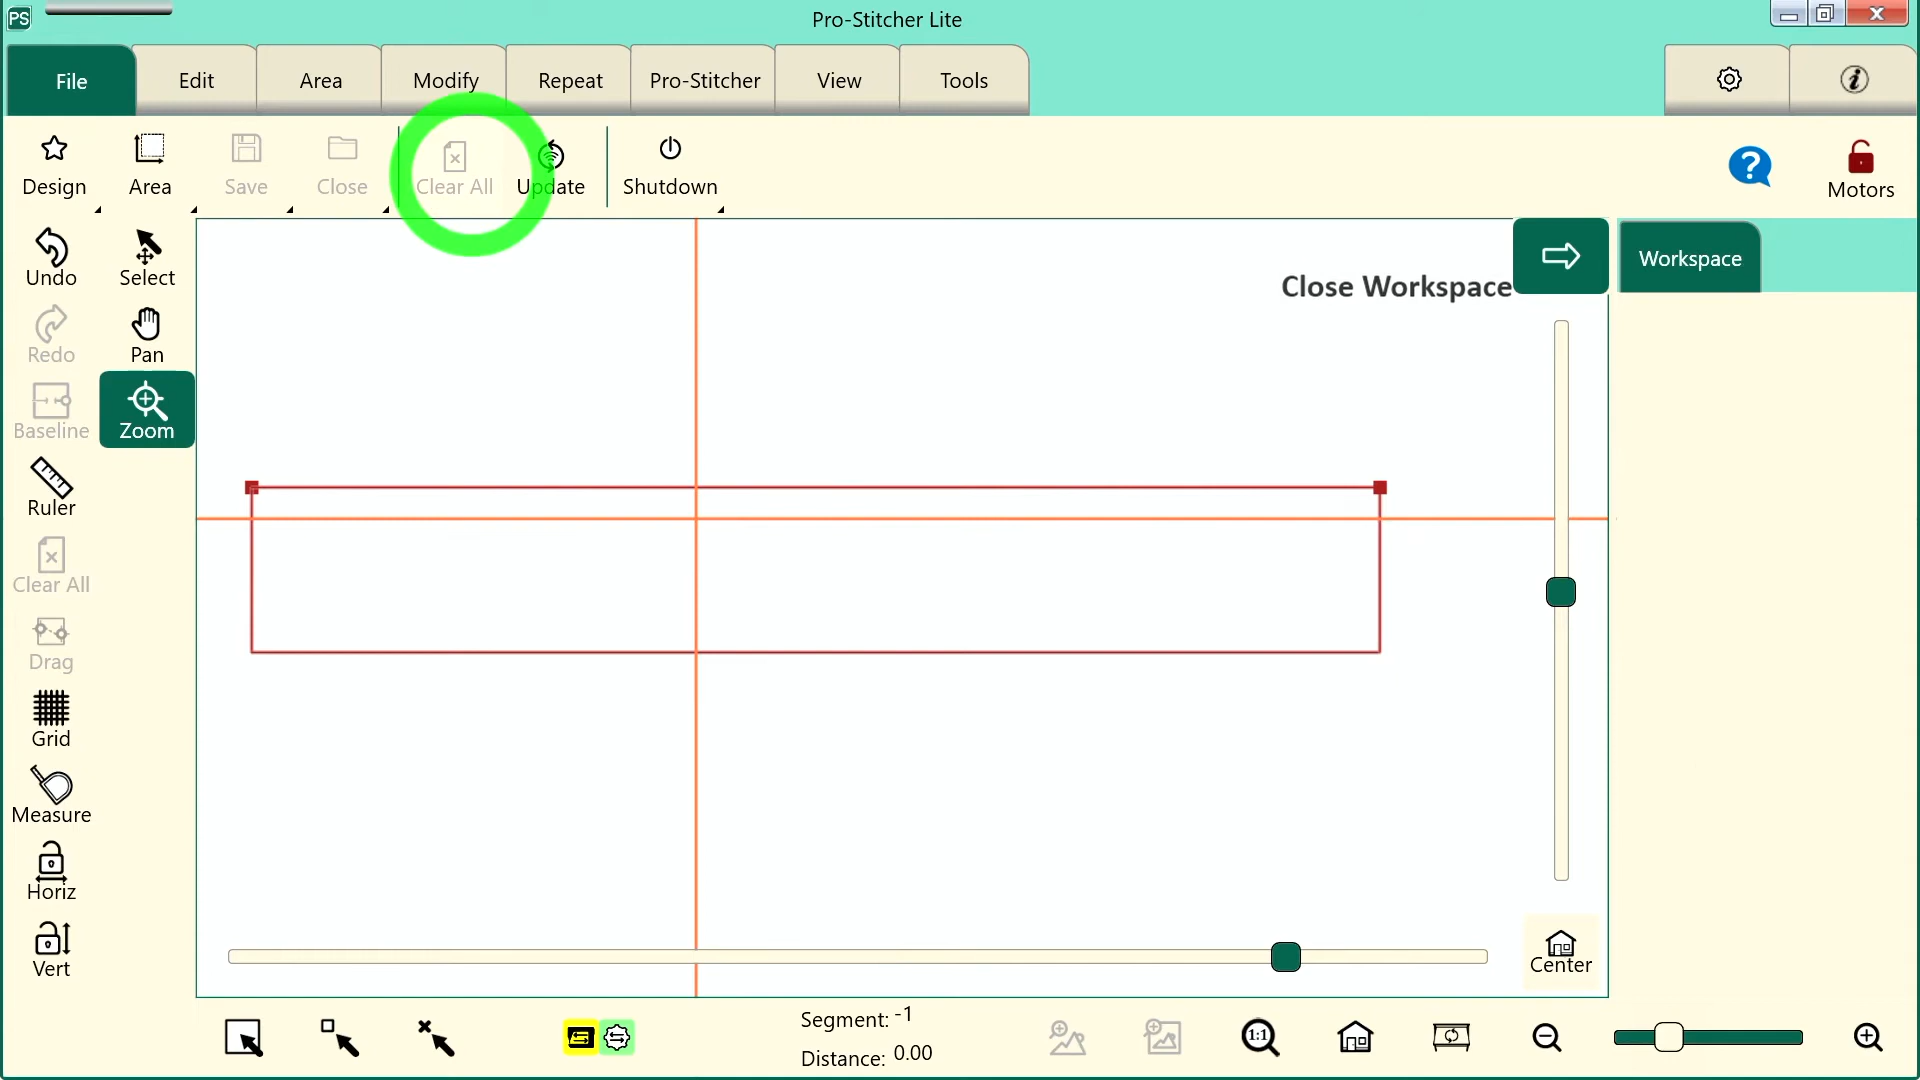 PS
Pro-Stitcher Lite
File
Edit
Area
Modify
Repeat
Pro-Stitcher
View
Tools
Design
Area
Save
Close
Clear All
Update
Shutdown
?
Motors
Undo
Select
Close Workspace
Workspace
Redo
Pan
Baseline
Zoom
Ruler
Clear All
Drag
Grid
Measure
Horiz
Vert
Center
Segment: -1
Distance: 0.00
1:1